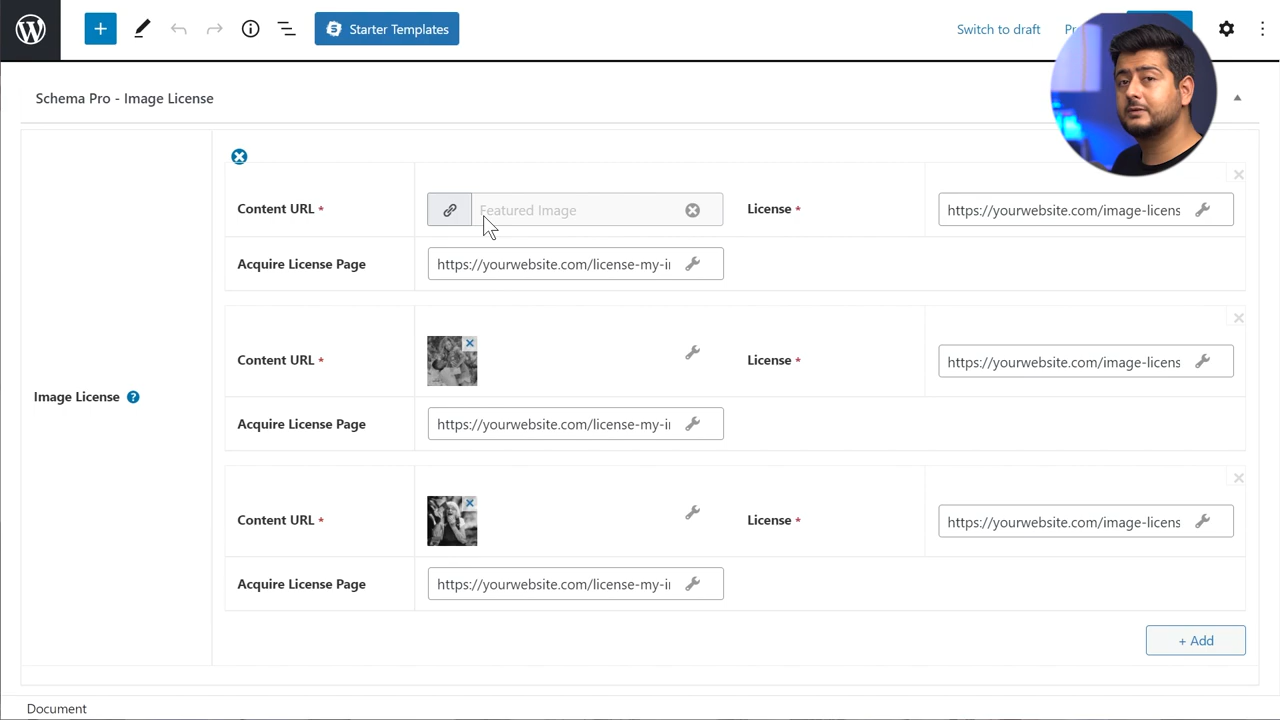 Starter Templates
Switch to draft
Schema Pro - Image License
Content URL *
Featured Image
License *
https://yourwebsite.com/image-licens
Acquire License Page
https://yourwebsite.com/license-my-i
Content URL *
License *
https://yourwebsite.com/image-licens
Image License
Acquire License Page
https://yourwebsite.com/license-my-i
Content URL *
License *
https://yourwebsite.com/image-licens
Acquire License Page
https://yourwebsite.com/license-my-i
+ Add
Document